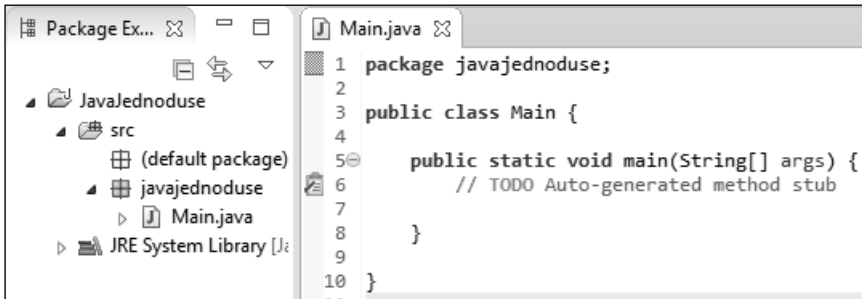 Package Ex...
JavaJednoduse
src
(default package)
javajednoduse
Main.java
JRE System Library [Ja
Main.java
1 package javajednoduse;
2
3 public class Main {
4
5 public static void main(String[] args) {
6 // TODO Auto-generated method stub
7
8 }
9
10 }